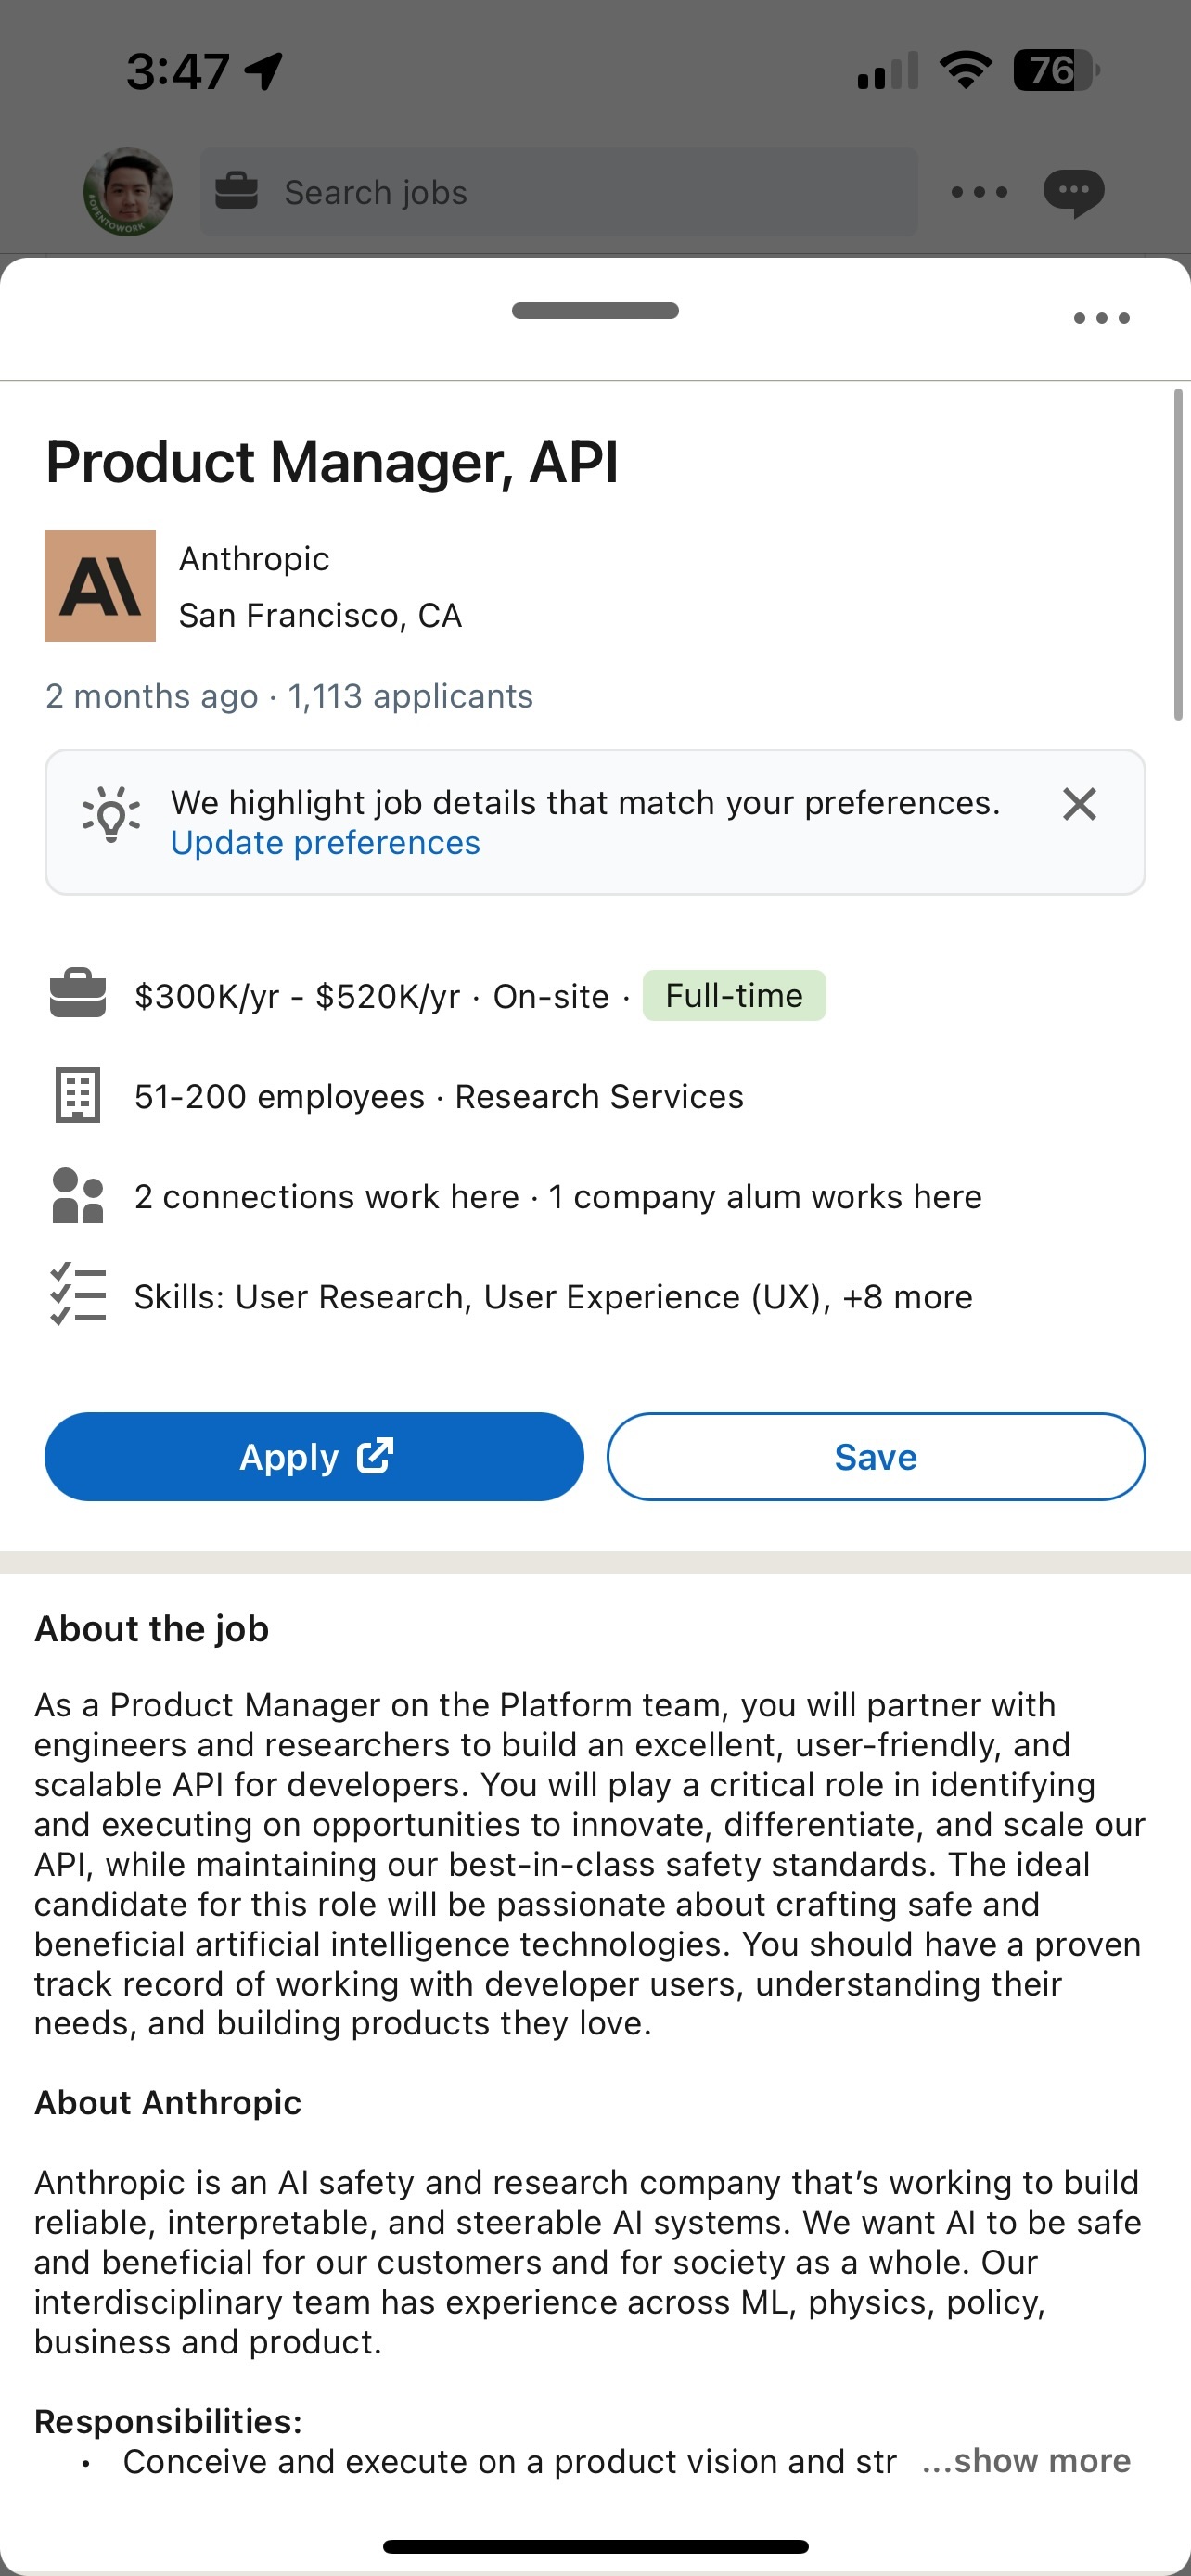 3:47
76
#OPENTOWORK
Search jobs
Product Manager, API
Anthropic
San Francisco, CA
2 months ago · 1,113 applicants
We highlight job details that match your preferences.
Update preferences
$300K/yr - $520K/yr · On-site · Full-time
51-200 employees · Research Services
2 connections work here · 1 company alum works here
Skills: User Research, User Experience (UX), +8 more
Apply
Save
About the job
As a Product Manager on the Platform team, you will partner with
engineers and researchers to build an excellent, user-friendly, and
scalable API for developers. You will play a critical role in identifying
and executing on opportunities to innovate, differentiate, and scale our
API, while maintaining our best-in-class safety standards. The ideal
candidate for this role will be passionate about crafting safe and
beneficial artificial intelligence technologies. You should have a proven
track record of working with developer users, understanding their
needs, and building products they love.
About Anthropic
Anthropic is an AI safety and research company that’s working to build
reliable, interpretable, and steerable AI systems. We want AI to be safe
and beneficial for our customers and for society as a whole. Our
interdisciplinary team has experience across ML, physics, policy,
business and product.
Responsibilities:
• Conceive and execute on a product vision and str ...show more